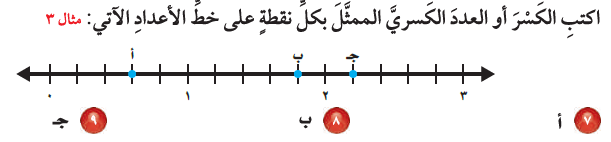 اكتبِ الكَسْرَ أو العددَ الكَسريَّ الممثَّلَ بكلِّ نقطةٍ على خطِّ الأعدادِ الآتي: مثال ٣
أ ب جـ
٠ ١ ٢ ٣
٧ أ ٨ ب ٩ جـ